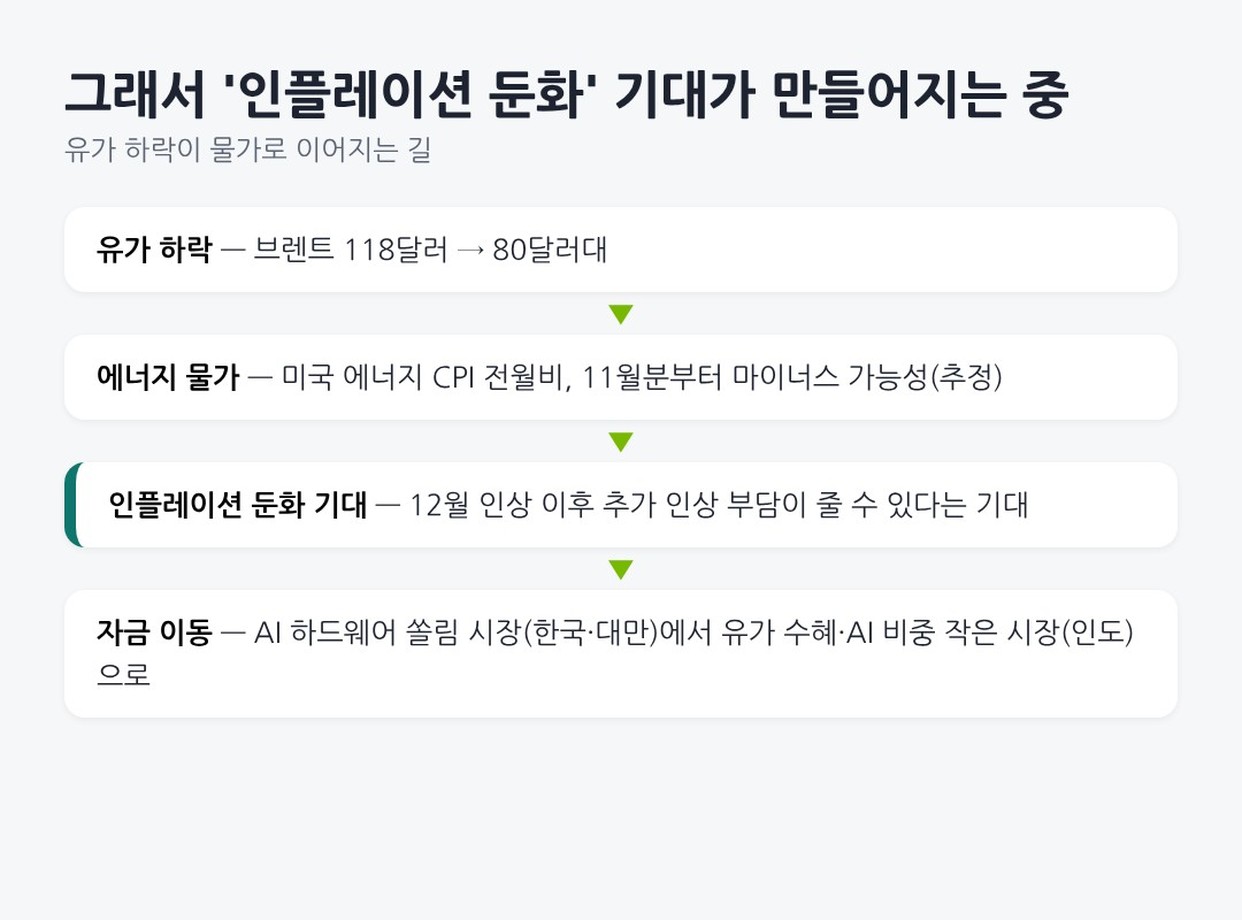 그래서 '인플레이션 둔화' 기대가 만들어지는 중
유가 하락이 물가로 이어지는 길
유가 하락 — 브렌트 118달러 → 80달러대
에너지 물가 — 미국 에너지 CPI 전월비, 11월분부터 마이너스 가능성(추정)
인플레이션 둔화 기대 — 12월 인상 이후 추가 인상 부담이 줄 수 있다는 기대
자금 이동 — AI 하드웨어 쏠림 시장(한국·대만)에서 유가 수혜·AI 비중 작은 시장(인도)
으로